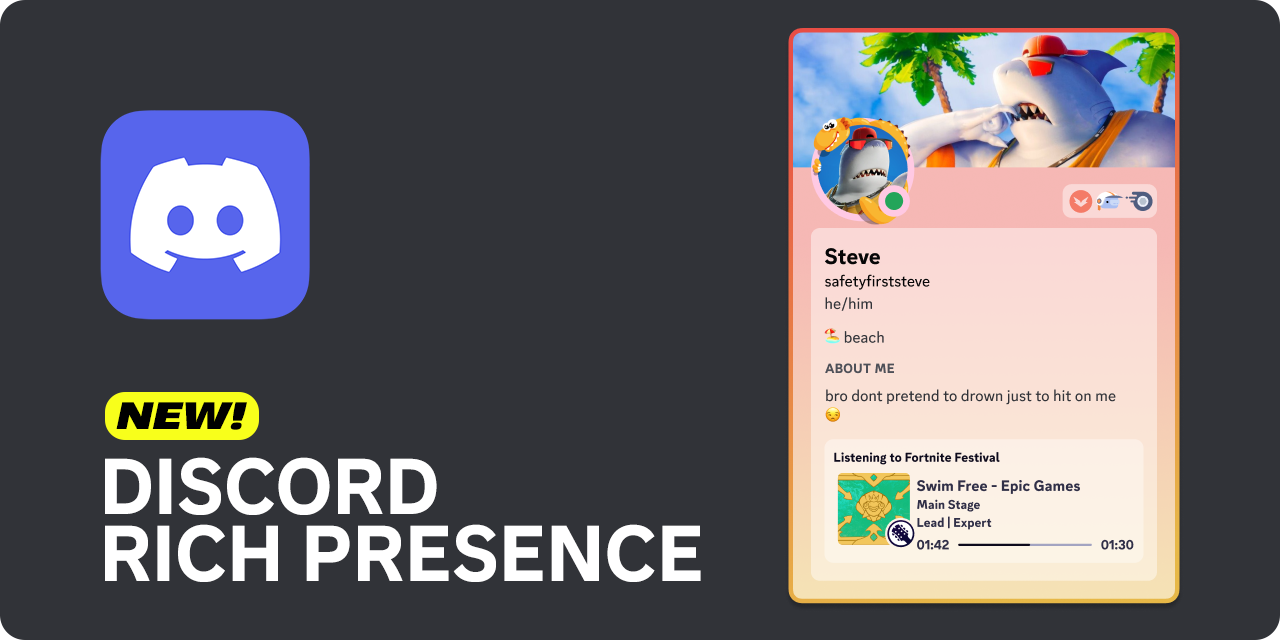 NEW!
DISCORD
RICH PRESENCE
Steve
safetyfirststeve
he/him
🏖️ beach
ABOUT ME
bro dont pretend to drown just to hit on me
😏
Listening to Fortnite Festival
Swim Free - Epic Games
Main Stage
Lead | Expert
01:42 01:30